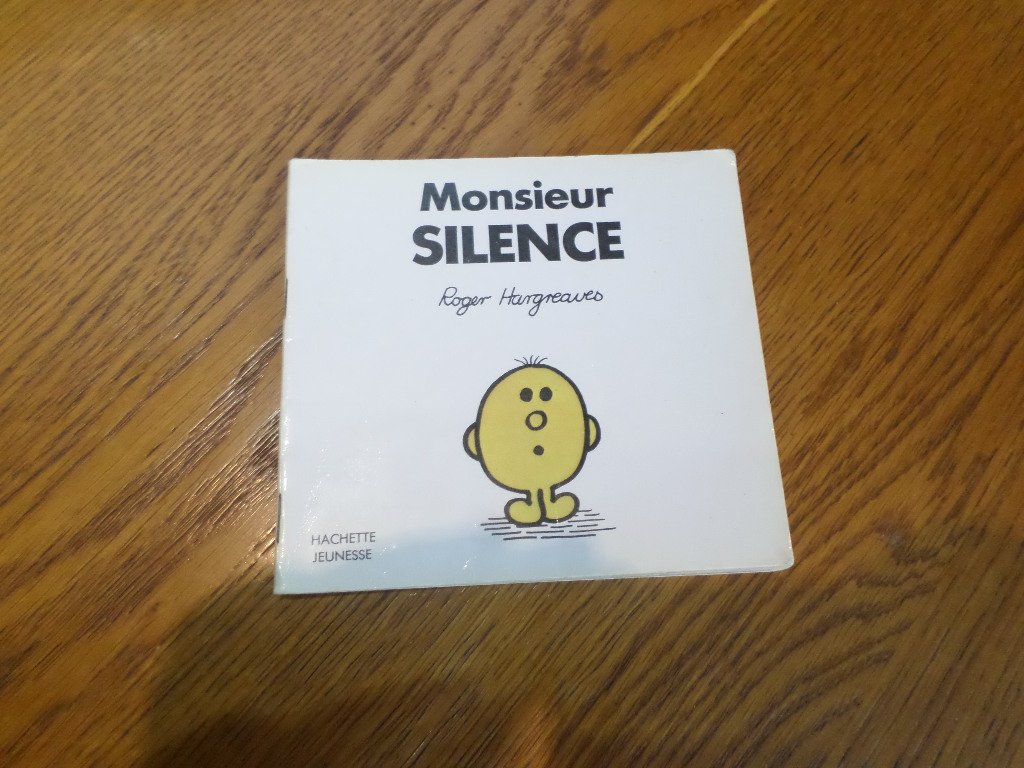 Monsieur
SILENCE
Roger Hargreaves
HACHETTE
JEUNESSE